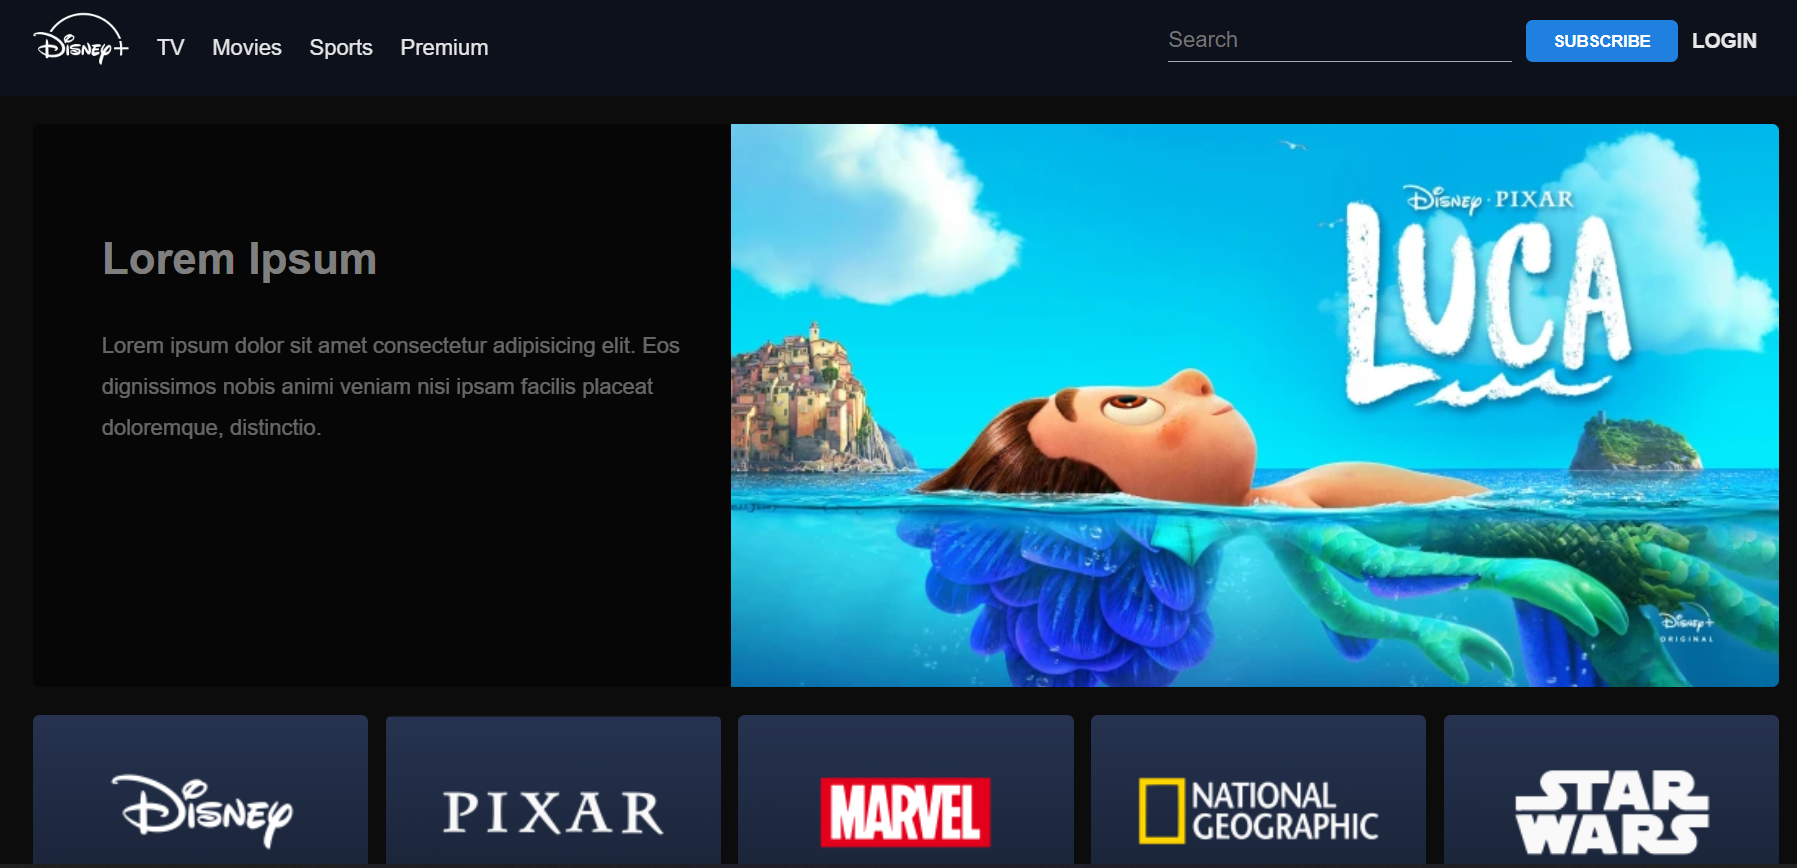 Disney+
TV Movies Sports Premium
Search
SUBSCRIBE
LOGIN
Lorem Ipsum
Lorem ipsum dolor sit amet consectetur adipisicing elit. Eos
dignissimos nobis animi veniam nisi ipsam facilis placeat
doloremque, distinctio.
Disney · PIXAR
LUCA
Disney+
ORIGINAL
Disney
PIXAR
MARVEL
NATIONAL
GEOGRAPHIC
STAR
WARS